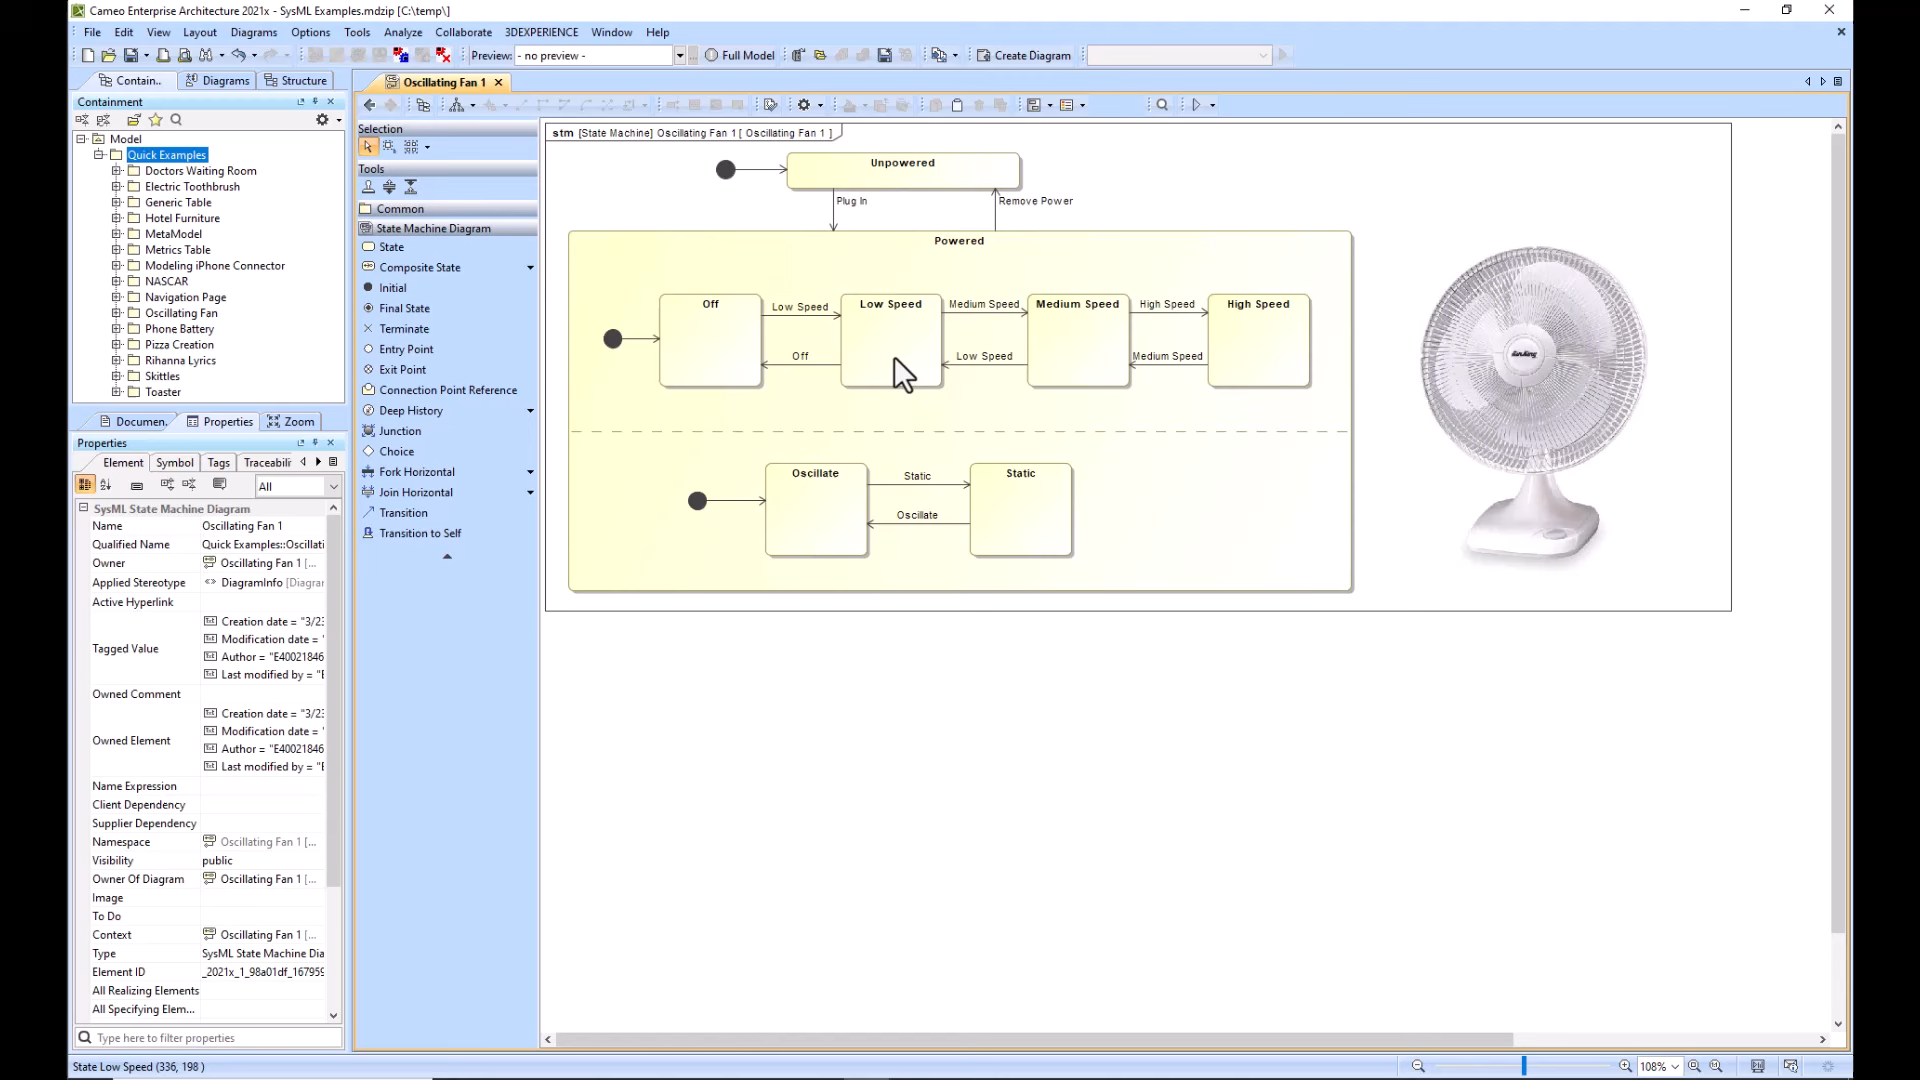 Cameo Enterprise Architecture 2021x - SysML Examples.mdzip [C:\temp\]
File Edit View Layout Diagrams Options Tools Analyze Collaborate 3DEXPERIENCE Window Help
Preview: - no preview - Full Model Create Diagram
Contain.. Diagrams Structure
Containment
Model
Quick Examples
Doctors Waiting Room
Electric Toothbrush
Generic Table
Hotel Furniture
MetaModel
Metrics Table
Modeling iPhone Connector
NASCAR
Navigation Page
Oscillating Fan
Phone Battery
Pizza Creation
Rihanna Lyrics
Skittles
Toaster
Documen. Properties Zoom
Properties
Element Symbol Tags Traceabili
All
SysML State Machine Diagram
Name Oscillating Fan 1
Qualified Name Quick Examples::Oscillati
Owner Oscillating Fan 1 [...
Applied Stereotype <> DiagramInfo [Diagrar
Active Hyperlink
Tagged Value
Creation date = "3/23
Modification date = '
Author = "E40021846
Last modified by = "E
Owned Comment
Owned Element
Creation date = "3/23
Modification date = '
Author = "E40021846
Last modified by = "E
Name Expression
Client Dependency
Supplier Dependency
Namespace Oscillating Fan 1 [...
Visibility public
Owner Of Diagram Oscillating Fan 1 [...
Image
To Do
Context Oscillating Fan 1 [...
Type SysML State Machine Dia
Element ID _2021x_1_98a01df_167959
All Realizing Elements
All Specifying Elem...
Type here to filter properties
State Low Speed (336, 198 )
Oscillating Fan 1
Selection
Tools
Common
State Machine Diagram
State
Composite State
Initial
Final State
Terminate
Entry Point
Exit Point
Connection Point Reference
Deep History
Junction
Choice
Fork Horizontal
Join Horizontal
Transition
Transition to Self
stm [State Machine] Oscillating Fan 1 [ Oscillating Fan 1 ]
Unpowered
Plug In Remove Power
Powered
Off Low Speed Low Speed Medium Speed Medium Speed High Speed High Speed
Off Low Speed Medium Speed
Oscillate Static Static
Oscillate
108%